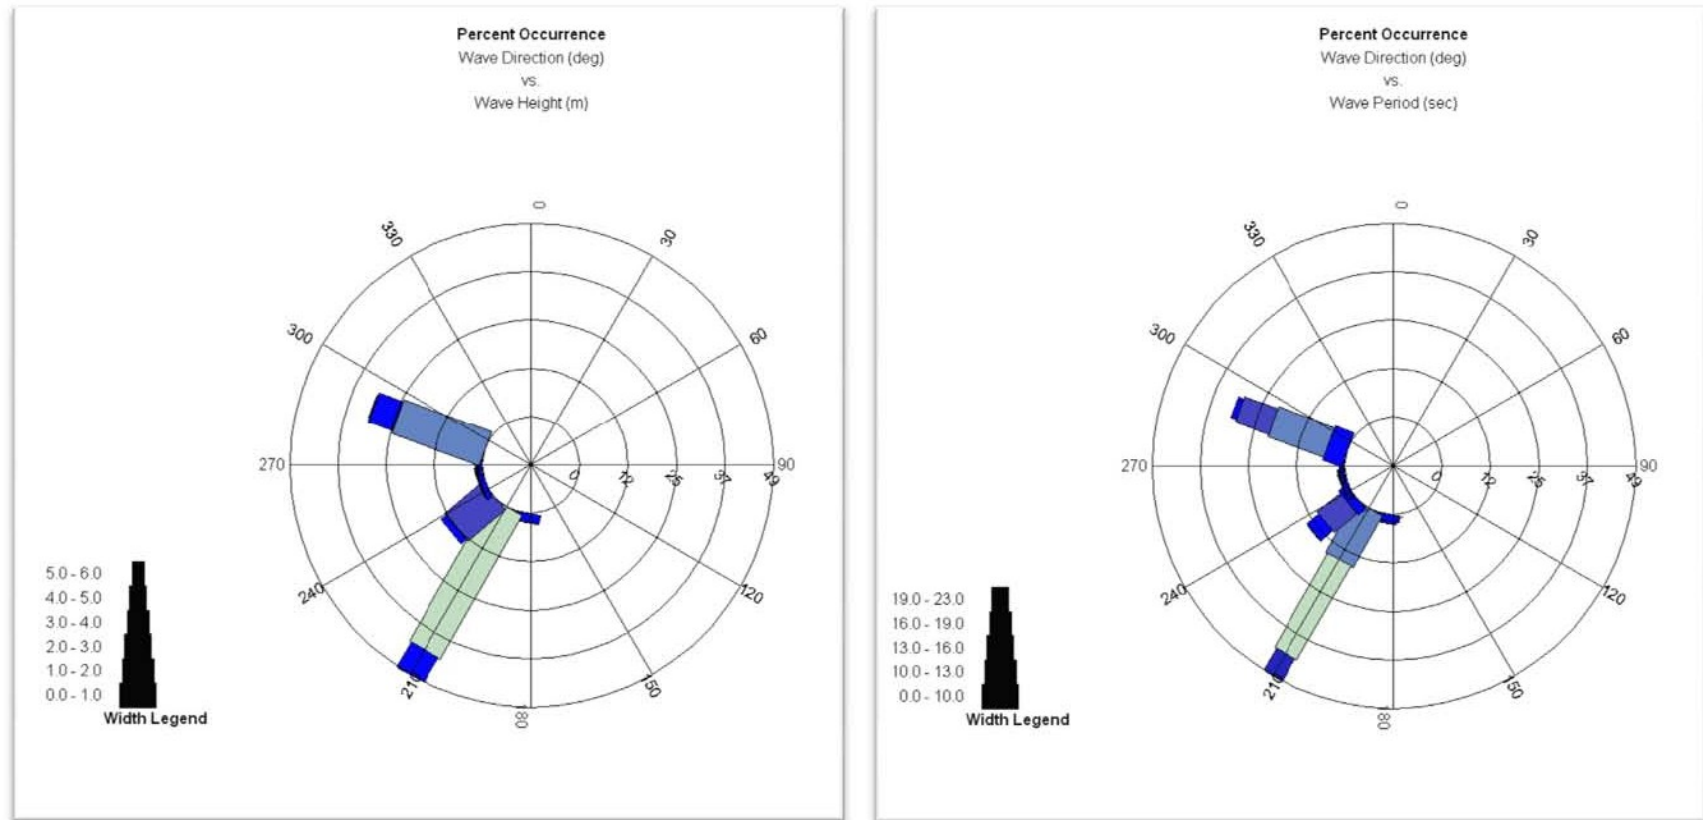 Percent Occurrence
Wave Direction (deg)
vs.
Wave Height (m)
0
30
60
90
120
150
180
210
240
270
300
330
0
12
25
37
49
5.0 - 6.0
4.0 - 5.0
3.0 - 4.0
2.0 - 3.0
1.0 - 2.0
0.0 - 1.0
Width Legend
Percent Occurrence
Wave Direction (deg)
vs.
Wave Period (sec)
0
30
60
90
120
150
180
210
240
270
300
330
0
12
25
37
49
19.0 - 23.0
16.0 - 19.0
13.0 - 16.0
10.0 - 13.0
0.0 - 10.0
Width Legend